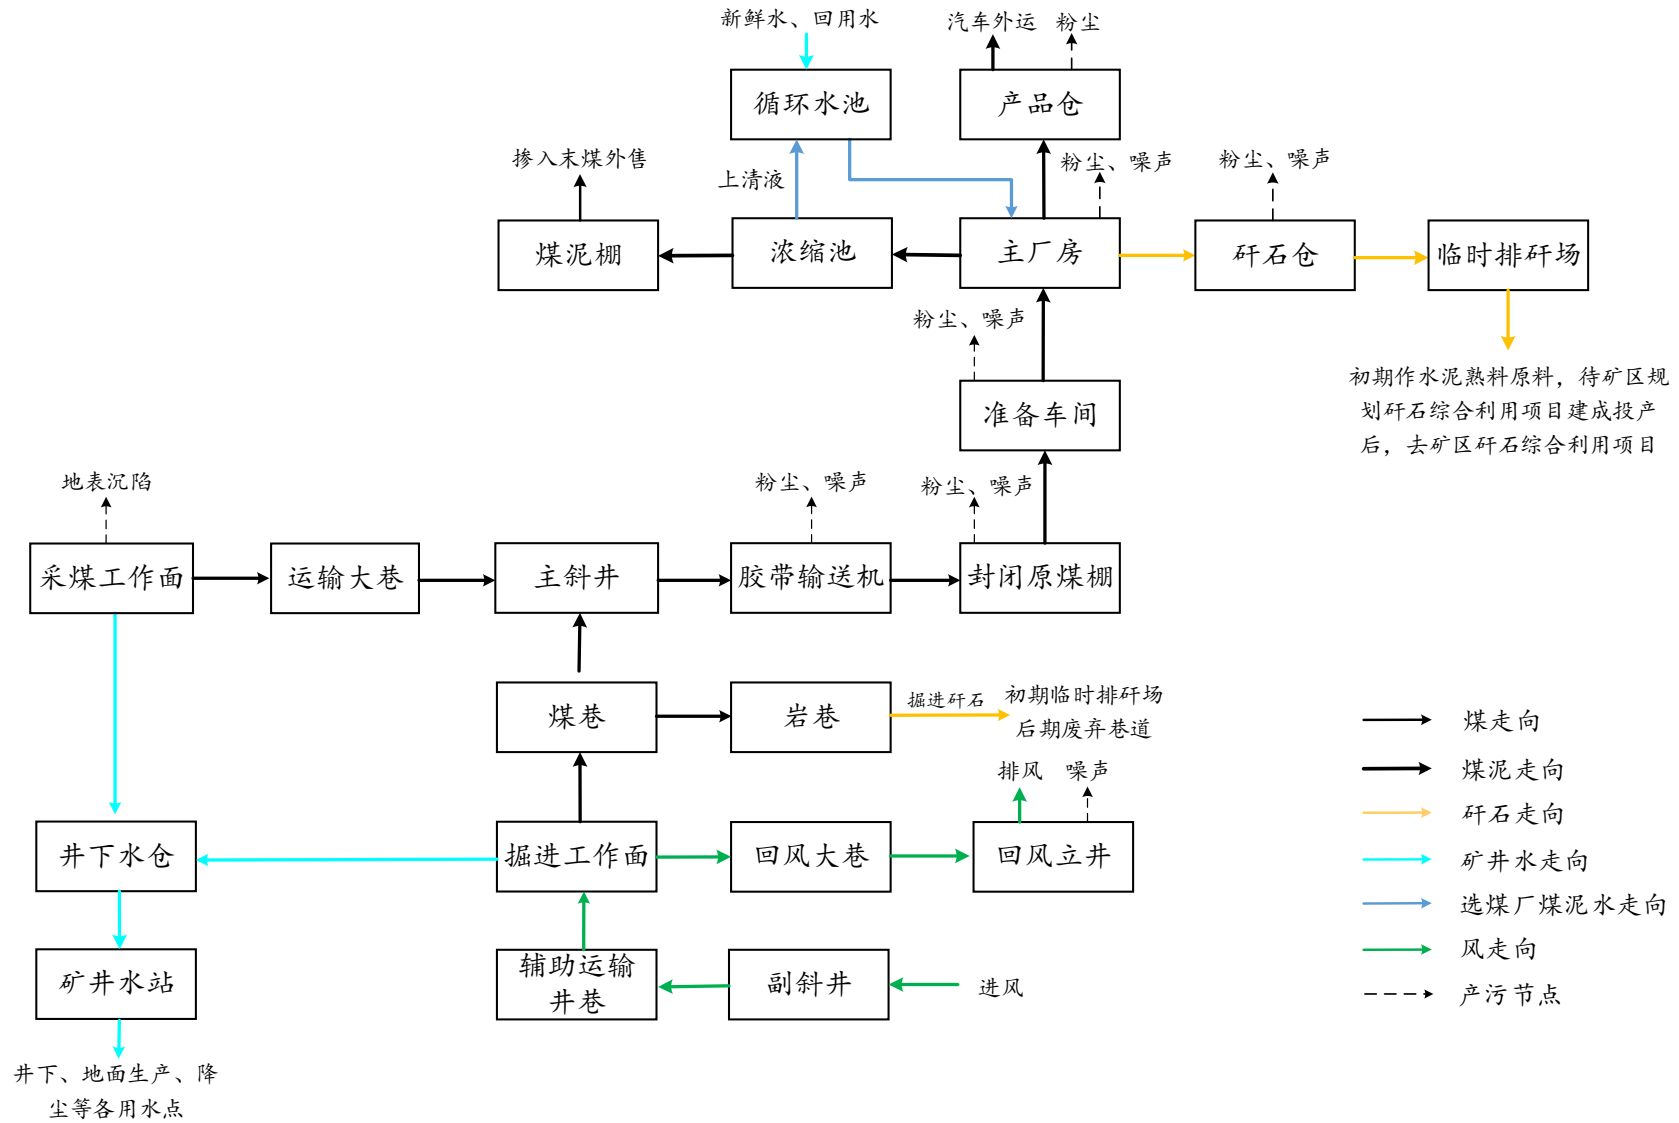 新鲜水、回用水
汽车外运
粉尘
循环水池
产品仓
掺入末煤外售
上清液
粉尘、噪声
粉尘、噪声
煤泥棚
浓缩池
主厂房
矸石仓
临时排矸场
粉尘、噪声
初期作水泥熟料原料，待矿区规
划矸石综合利用项目建成投产
后，去矿区矸石综合利用项目
准备车间
地表沉陷
粉尘、噪声
粉尘、噪声
采煤工作面
运输大巷
主斜井
胶带输送机
封闭原煤棚
煤巷
岩巷
掘进矸石
初期临时排矸场
后期废弃巷道
排风
噪声
井下水仓
掘进工作面
回风大巷
回风立井
矿井水站
辅助运输
井巷
副斜井
进风
井下、地面生产、降
尘等各用水点
煤走向
煤泥走向
矸石走向
矿井水走向
选煤厂煤泥水走向
风走向
产污节点